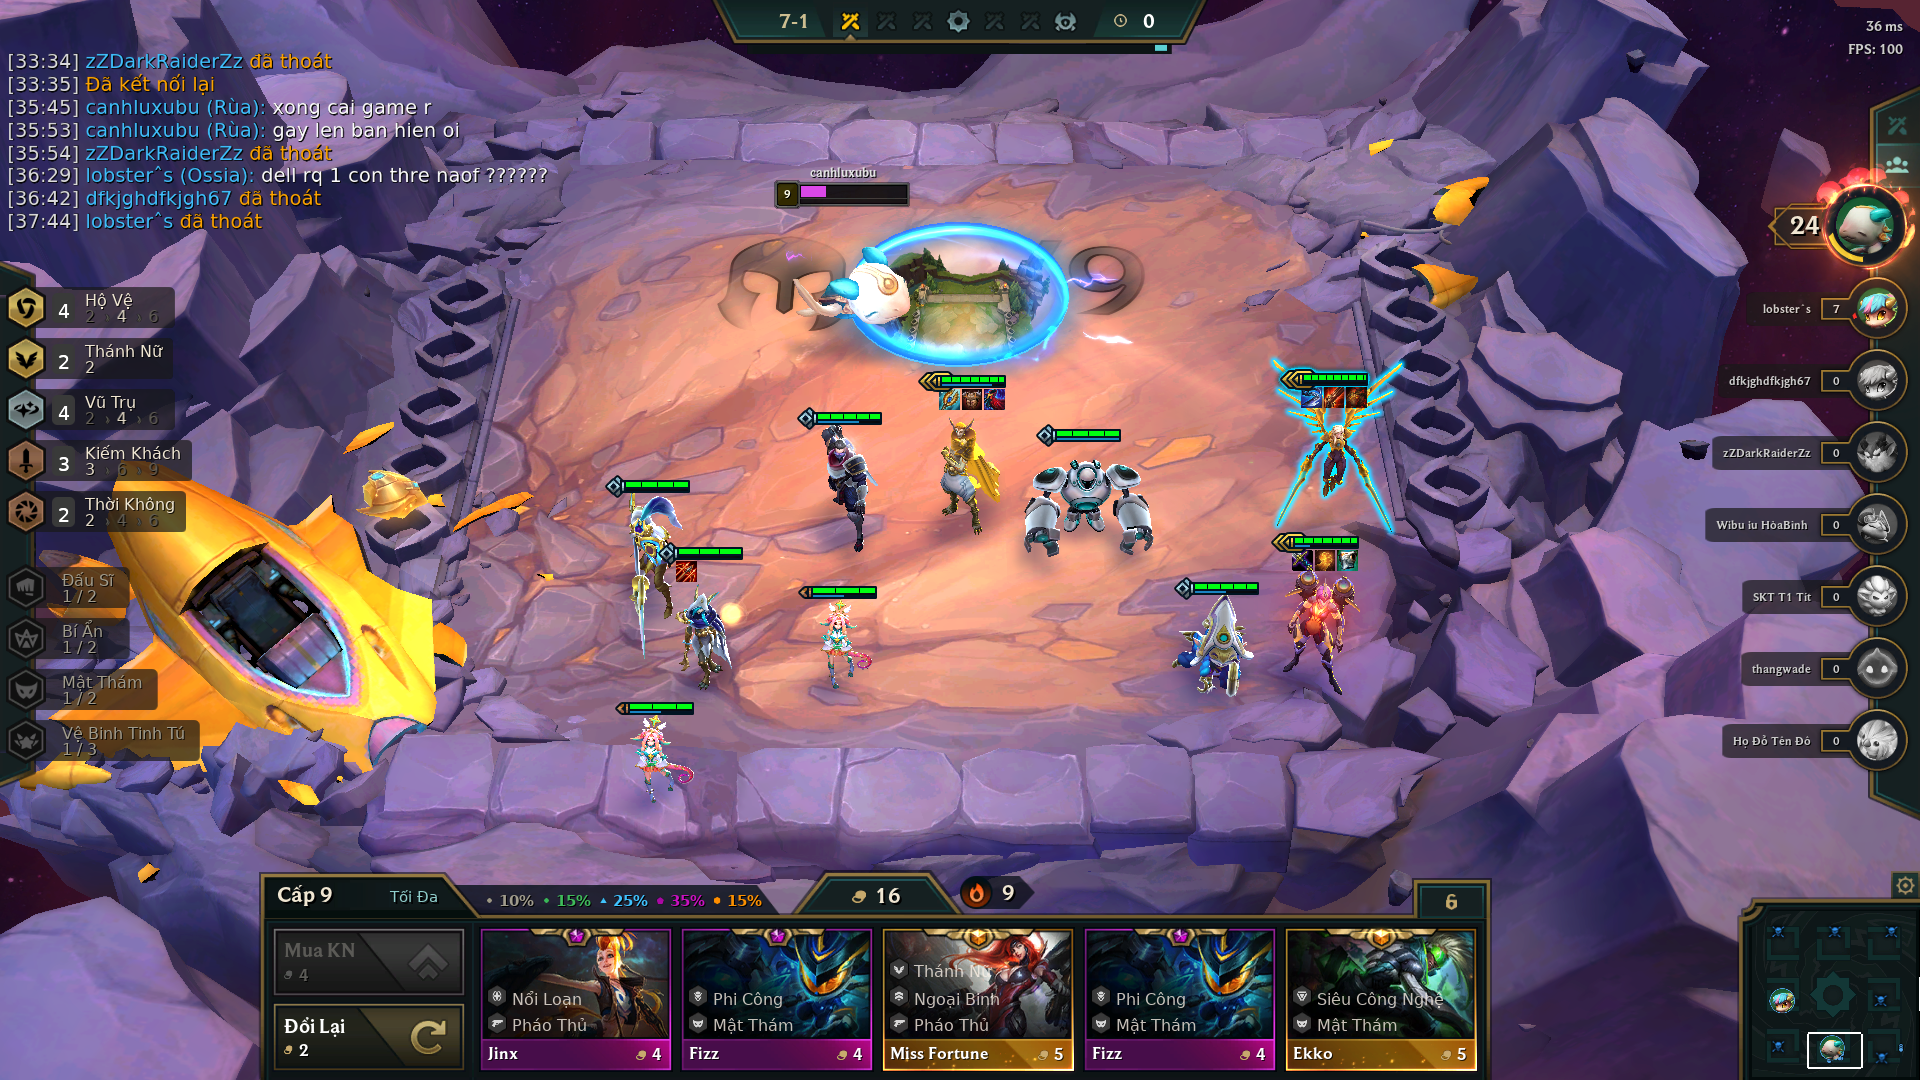 7-1
0
36 ms
FPS: 100
[33:34] zZDarkRaiderZz đã thoát
[33:35] Đã kết nối lại
[35:45] canhluxubu (Rùa): xong cai game r
[35:53] canhluxubu (Rùa): gay len ban hien oi
[35:54] zZDarkRaiderZz đã thoát
[36:29] lobsterˆs (Ossia): dell rq 1 con thre naof ??????
[36:42] dfkjghdfkjgh67 đã thoát
[37:44] lobsterˆs đã thoát
canhluxubu
9
9
24
lobsterˆs 7
dfkjghdfkjgh67 0
zZDarkRaiderZz 0
Wibu iu HòaBinh 0
SKT T1 Tít 0
thangwade 0
Họ Đỏ Tên Đô 0
4 Hộ Vệ
2 › 4 › 6
2 Thánh Nữ
2
4 Vũ Trụ
2 › 4 › 6
3 Kiếm Khách
3 › 6 › 9
2 Thời Không
2 › 4 › 6
Đấu Sĩ
1 / 2
Bí Ẩn
1 / 2
Mật Thám
1 / 2
Vệ Binh Tinh Tú
1 / 3
Cấp 9 Tối Đa
10% 15% 25% 35% 15%
16
9
6
Mua KN
4
Đổi Lại
2
Nổi Loạn
Pháo Thủ
Jinx 4
Phi Công
Mật Thám
Fizz 4
Thánh Nữ
Ngoại Binh
Pháo Thủ
Miss Fortune 5
Phi Công
Mật Thám
Fizz 4
Siêu Công Nghệ
Mật Thám
Ekko 5